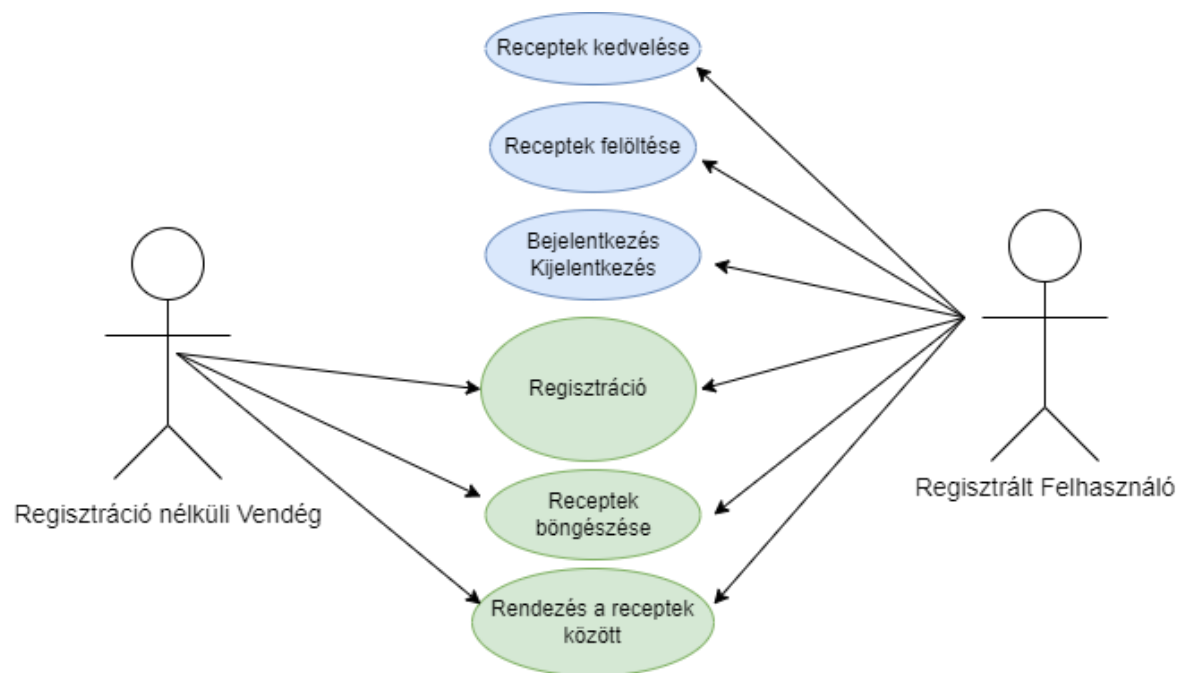 Receptek kedvelése
Receptek felöltése
Bejelentkezés
Kijelentkezés
Regisztráció
Receptek
böngészése
Rendezés a receptek
között
Regisztráció nélküli Vendég
Regisztrált Felhasználó